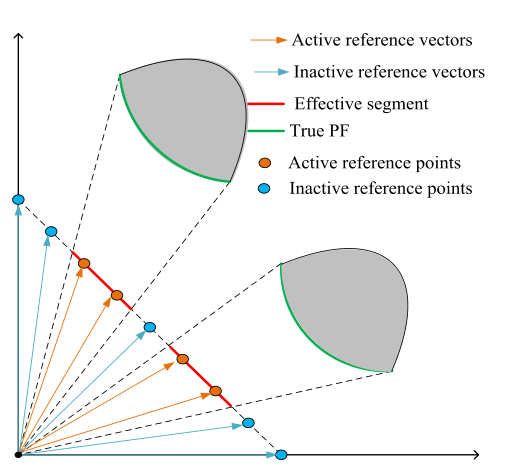 Active reference vectors
Inactive reference vectors
Effective segment
True PF
Active reference points
Inactive reference points